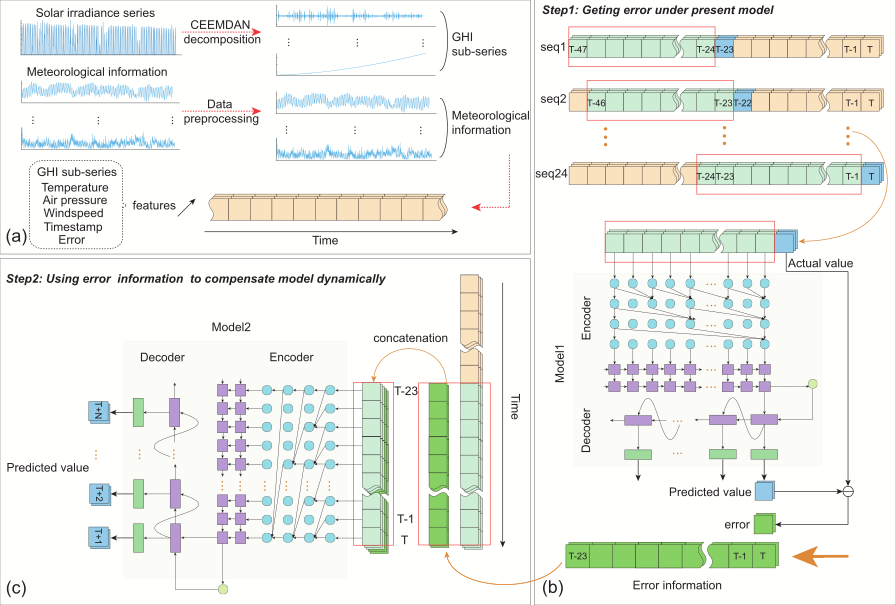 Solar irradiance series
CEEMDAN
decomposition
GHI
sub-series
Meteorological information
Data
preprocessing
Meteorological
information
GHI sub-series
Temperature
Air pressure
Windspeed
Timestamp
Error
features
Time
(a)
Step1: Geting error under present model
seq1
T-47
T-24
T-23
T-1
T
seq2
T-46
T-23
T-22
T-1
T
seq24
T-24
T-23
T-1
T
Actual value
Encoder
Model1
Decoder
Predicted value
error
T-23
T-1
T
Error information
(b)
Step2: Using error information to compensate model dynamically
Model2
Decoder
Encoder
concatenation
T-23
Time
T+N
Predicted value
T+2
T+1
T-1
T
(c)